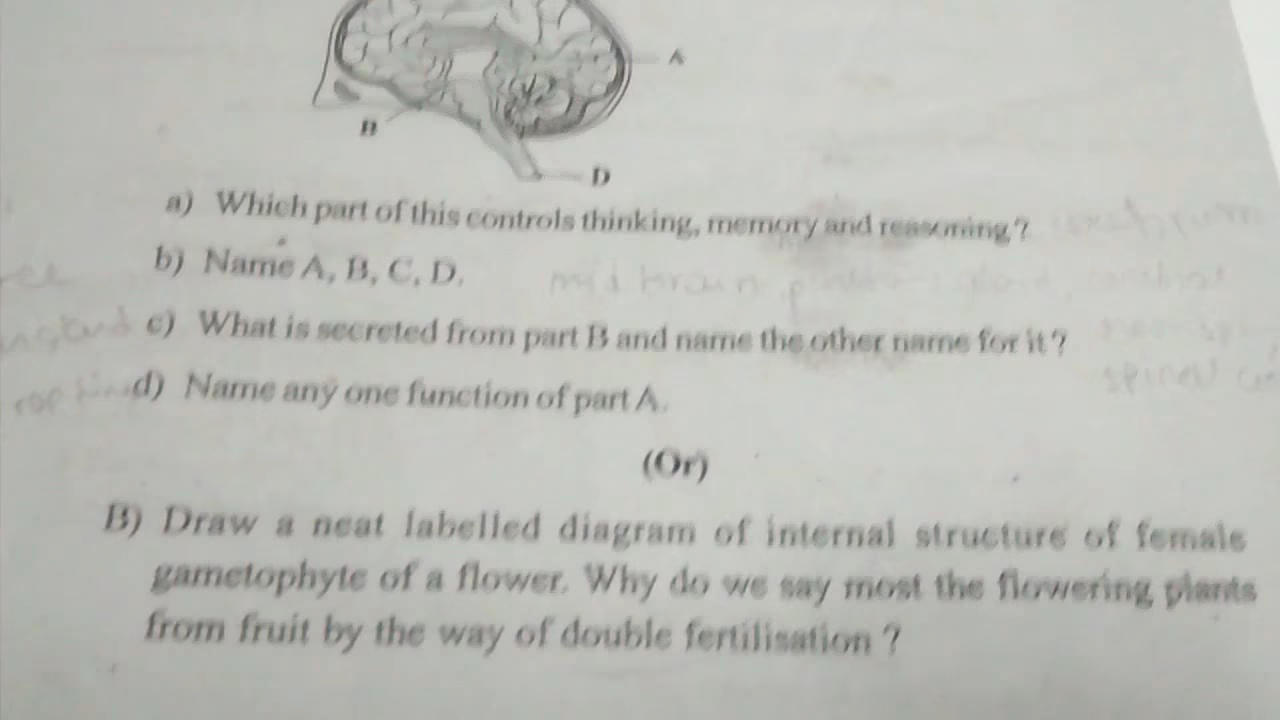 A
B
D
a) Which part of this controls thinking, memory and reasoning?
b) Name A, B, C, D.
mid brain
c) What is secreted from part B and name the other name for it?
spinal
d) Name any one function of part A.
(Or)
B) Draw a neat labelled diagram of internal structure of female
gametophyte of a flower. Why do we say most the flowering plants
from fruit by the way of double fertilisation ?